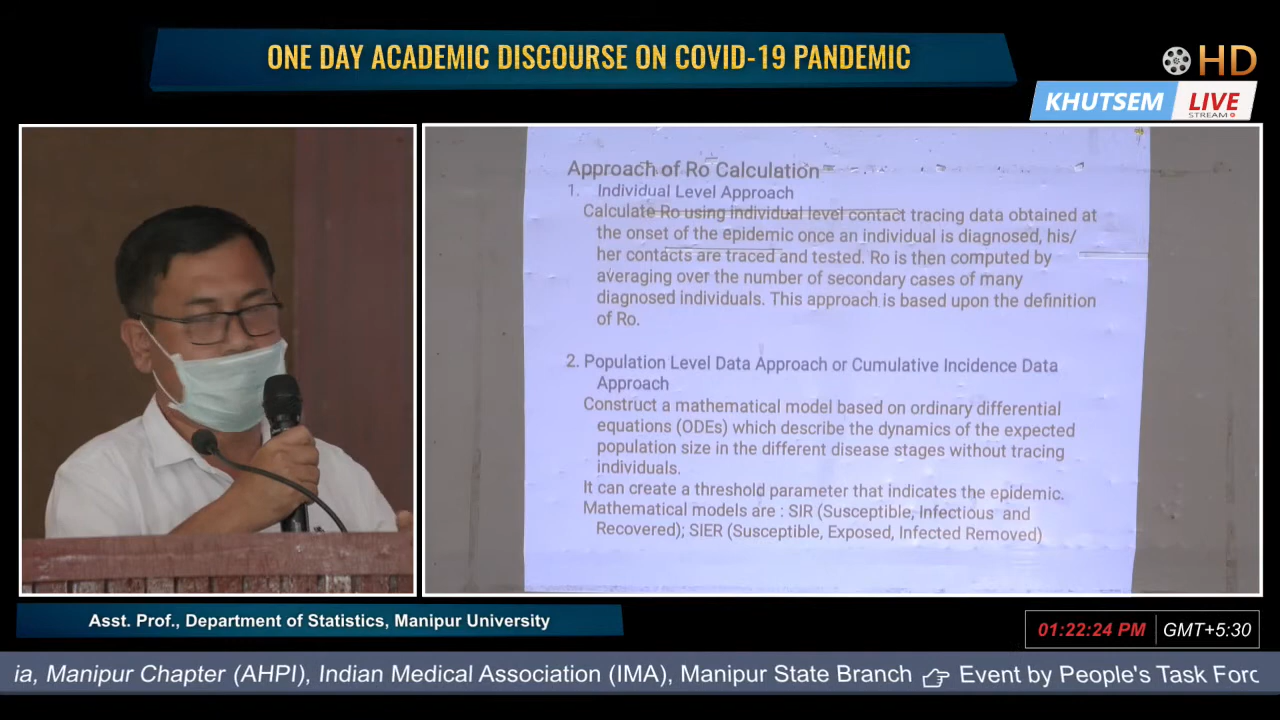 ONE DAY ACADEMIC DISCOURSE ON COVID-19 PANDEMIC
HD
KHUTSEM LIVE
STREAM
Approach of Ro Calculation
1. Individual Level Approach
Calculate Ro using individual level contact tracing data obtained at
the onset of the epidemic once an individual is diagnosed, his/
her contacts are traced and tested. Ro is then computed by
averaging over the number of secondary cases of many
diagnosed individuals. This approach is based upon the definition
of Ro.
2. Population Level Data Approach or Cumulative Incidence Data
Approach
Construct a mathematical model based on ordinary differential
equations (ODEs) which describe the dynamics of the expected
population size in the different disease stages without tracing
individuals.
It can create a threshold parameter that indicates the epidemic.
Mathematical models are : SIR (Susceptible, Infectious and
Recovered); SIER (Susceptible, Exposed, Infected Removed)
Asst. Prof., Department of Statistics, Manipur University
01:22:24 PM GMT+5:30
ia, Manipur Chapter (AHPI), Indian Medical Association (IMA), Manipur State Branch Event by People's Task Forc